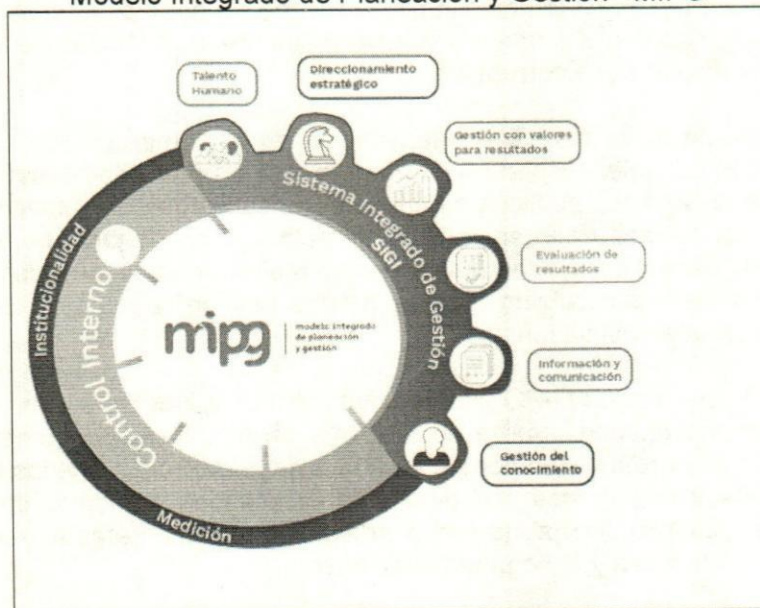 Modelo Integrado de Planeación y Gestión - MIPG
Talento
Humano
Direccionamiento
estratégico
Gestión con valores
para resultados
Evaluación de
resultados
Información y
comunicación
Gestión del
conocimiento
Sistema Integrado de Gestión
SIGI
Institucionalidad
Control Interno
Medición
mipg
modelo integrado
de planeación
y gestión